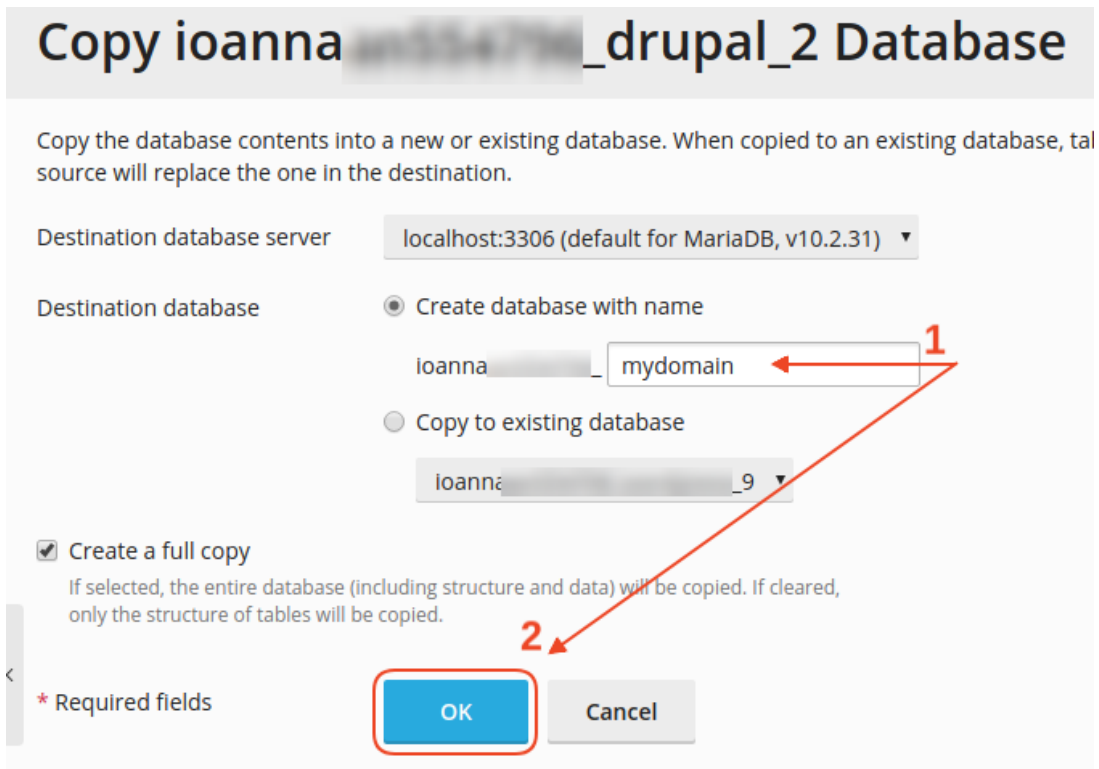 Copy ioanna _drupal_2 Database
Copy the database contents into a new or existing database. When copied to an existing database,
source will replace the one in the destination.
Destination database server localhost:3306 (default for MariaDB, v10.2.31)
Destination database Create database with name
1
ioanna _ mydomain
Copy to existing database
ioanna _9
Create a full copy
If selected, the entire database (including structure and data) will be copied. If cleared,
only the structure of tables will be copied.
2
* Required fields OK Cancel